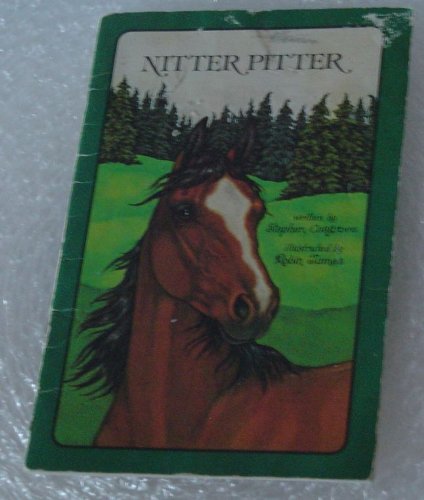 NITTER PITTER
written by
Stephen Cosgrove
illustrated by
Robin James